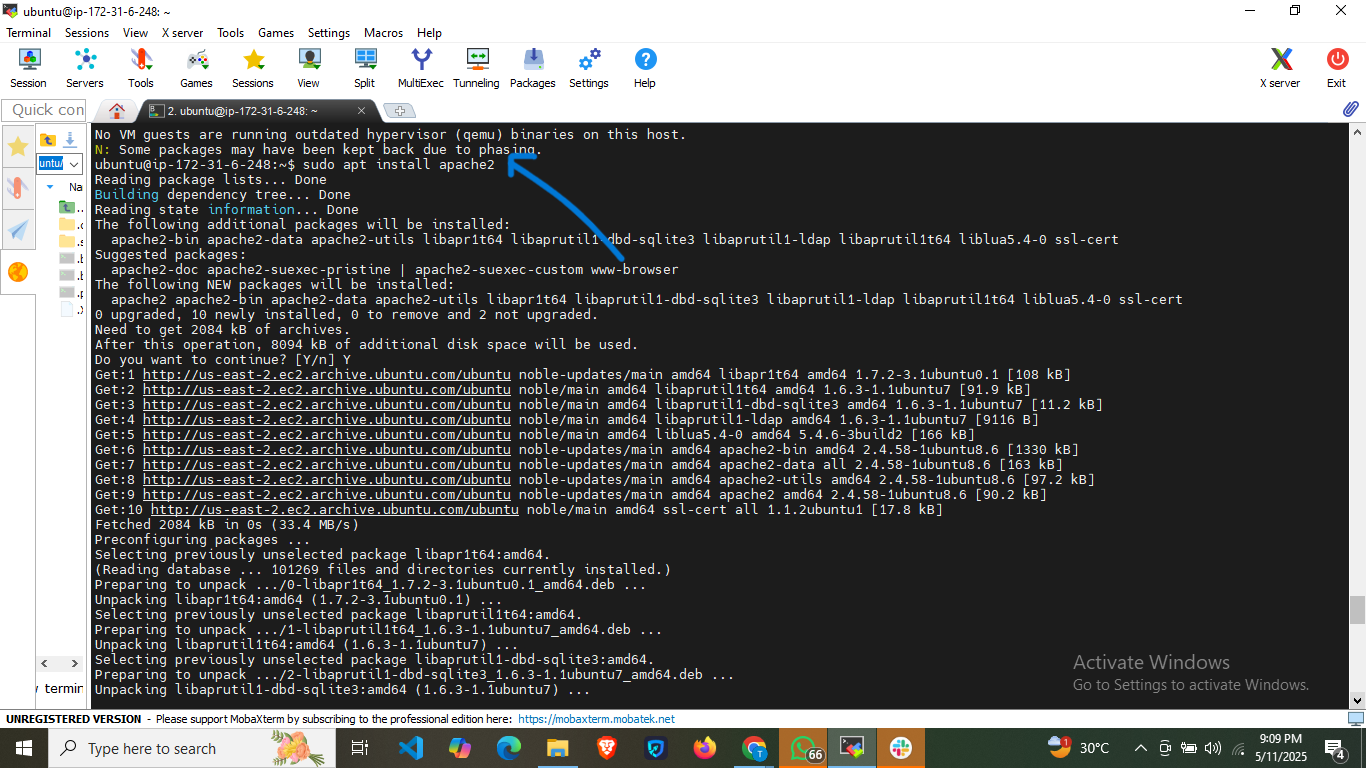 ubuntu@ip-172-31-6-248: ~
Terminal Sessions View X server Tools Games Settings Macros Help
Session Servers Tools Games Sessions View Split MultiExec Tunneling Packages Settings Help X server Exit
Quick con
2. ubuntu@ip-172-31-6-248: ~
untu/
Na
..
No VM guests are running outdated hypervisor (qemu) binaries on this host.
N: Some packages may have been kept back due to phasing.
ubuntu@ip-172-31-6-248:~$ sudo apt install apache2
Reading package lists... Done
Building dependency tree... Done
Reading state information... Done
The following additional packages will be installed:
apache2-bin apache2-data apache2-utils libapr1t64 libaprutil1-dbd-sqlite3 libaprutil1-ldap libaprutil1t64 liblua5.4-0 ssl-cert
Suggested packages:
apache2-doc apache2-suexec-pristine | apache2-suexec-custom www-browser
The following NEW packages will be installed:
apache2 apache2-bin apache2-data apache2-utils libapr1t64 libaprutil1-dbd-sqlite3 libaprutil1-ldap libaprutil1t64 liblua5.4-0 ssl-cert
0 upgraded, 10 newly installed, 0 to remove and 2 not upgraded.
Need to get 2084 kB of archives.
After this operation, 8094 kB of additional disk space will be used.
Do you want to continue? [Y/n] Y
Get:1 http://us-east-2.ec2.archive.ubuntu.com/ubuntu noble-updates/main amd64 libapr1t64 amd64 1.7.2-3.1ubuntu0.1 [108 kB]
Get:2 http://us-east-2.ec2.archive.ubuntu.com/ubuntu noble/main amd64 libaprutil1t64 amd64 1.6.3-1.1ubuntu7 [91.9 kB]
Get:3 http://us-east-2.ec2.archive.ubuntu.com/ubuntu noble/main amd64 libaprutil1-dbd-sqlite3 amd64 1.6.3-1.1ubuntu7 [11.2 kB]
Get:4 http://us-east-2.ec2.archive.ubuntu.com/ubuntu noble/main amd64 libaprutil1-ldap amd64 1.6.3-1.1ubuntu7 [9116 B]
Get:5 http://us-east-2.ec2.archive.ubuntu.com/ubuntu noble/main amd64 liblua5.4-0 amd64 5.4.6-3build2 [166 kB]
Get:6 http://us-east-2.ec2.archive.ubuntu.com/ubuntu noble-updates/main amd64 apache2-bin amd64 2.4.58-1ubuntu8.6 [1330 kB]
Get:7 http://us-east-2.ec2.archive.ubuntu.com/ubuntu noble-updates/main amd64 apache2-data all 2.4.58-1ubuntu8.6 [163 kB]
Get:8 http://us-east-2.ec2.archive.ubuntu.com/ubuntu noble-updates/main amd64 apache2-utils amd64 2.4.58-1ubuntu8.6 [97.2 kB]
Get:9 http://us-east-2.ec2.archive.ubuntu.com/ubuntu noble-updates/main amd64 apache2 amd64 2.4.58-1ubuntu8.6 [90.2 kB]
Get:10 http://us-east-2.ec2.archive.ubuntu.com/ubuntu noble/main amd64 ssl-cert all 1.1.2ubuntu1 [17.8 kB]
Fetched 2084 kB in 0s (33.4 MB/s)
Preconfiguring packages ...
Selecting previously unselected package libapr1t64:amd64.
(Reading database ... 101269 files and directories currently installed.)
Preparing to unpack .../0-libapr1t64_1.7.2-3.1ubuntu0.1_amd64.deb ...
Unpacking libapr1t64:amd64 (1.7.2-3.1ubuntu0.1) ...
Selecting previously unselected package libaprutil1t64:amd64.
Preparing to unpack .../1-libaprutil1t64_1.6.3-1.1ubuntu7_amd64.deb ...
Unpacking libaprutil1t64:amd64 (1.6.3-1.1ubuntu7) ...
Selecting previously unselected package libaprutil1-dbd-sqlite3:amd64.
Preparing to unpack .../2-libaprutil1-dbd-sqlite3_1.6.3-1.1ubuntu7_amd64.deb ...
Unpacking libaprutil1-dbd-sqlite3:amd64 (1.6.3-1.1ubuntu7) ...
termin
Activate Windows
Go to Settings to activate Windows.
UNREGISTERED VERSION - Please support MobaXterm by subscribing to the professional edition here: https://mobaxterm.mobatek.net
Type here to search
66
1
30°C
9:09 PM
5/11/2025
4